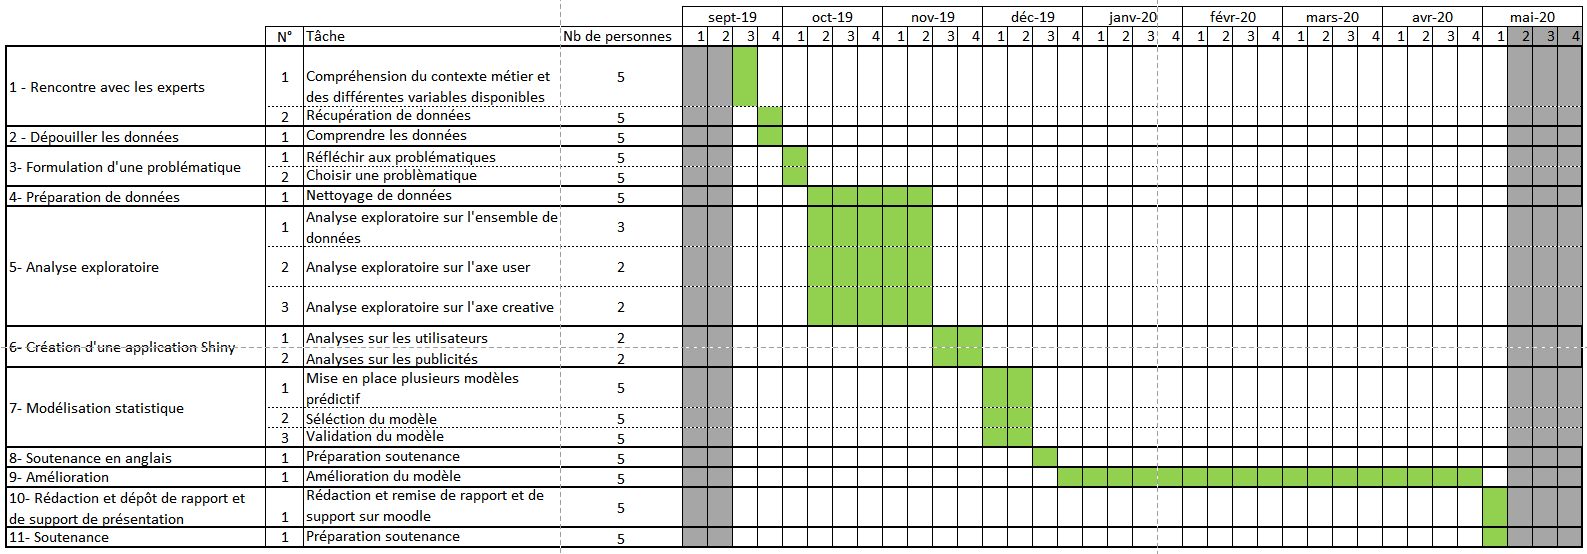 sept-19 oct-19 nov-19 déc-19 janv-20 févr-20 mars-20 avr-20 mai-20
N° Tâche Nb de personnes 1 2 3 4 1 2 3 4 1 2 3 4 1 2 3 4 1 2 3 4 1 2 3 4 1 2 3 4 1 2 3 4 1 2 3 4
1 - Rencontre avec les experts
1 Compréhension du contexte métier et 5
des différentes variables disponibles
2 Récupération de données 5
2 - Dépouiller les données 1 Comprendre les données 5
3- Formulation d'une problématique
1 Réfléchir aux problématiques 5
2 Choisir une problèmatique 5
4- Préparation de données 1 Nettoyage de données 5
5- Analyse exploratoire
1 Analyse exploratoire sur l'ensemble de 3
données
2 Analyse exploratoire sur l'axe user 2
3 Analyse exploratoire sur l'axe creative 2
6- Création d'une application Shiny
1 Analyses sur les utilisateurs 2
2 Analyses sur les publicités 2
7- Modélisation statistique
1 Mise en place plusieurs modèles 5
prédictif
2 Séléction du modèle 5
3 Validation du modèle 5
8- Soutenance en anglais 1 Préparation soutenance 5
9- Amélioration 1 Amélioration du modèle 5
10- Rédaction et dépôt de rapport et
de support de présentation
1 Rédaction et remise de rapport et de 5
support sur moodle
11- Soutenance 1 Préparation soutenance 5